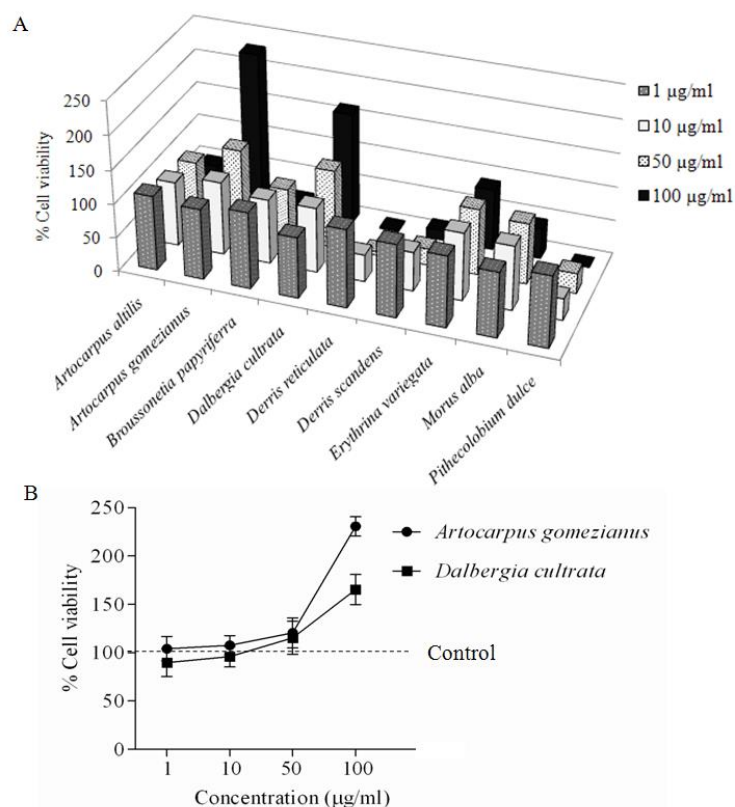 A
250
200
150
100
50
0
% Cell viability
1 µg/ml
10 µg/ml
50 µg/ml
100 µg/ml
Artocarpus altilis
Artocarpus gomezianus
Broussonetia papyriferra
Dalbergia cultrata
Derris reticulata
Derris scandens
Erythrina variegata
Morus alba
Pithecolobium dulce
B
250
200
150
100
50
0
% Cell viability
Artocarpus gomezianus
Dalbergia cultrata
Control
1 10 50 100
Concentration (µg/ml)